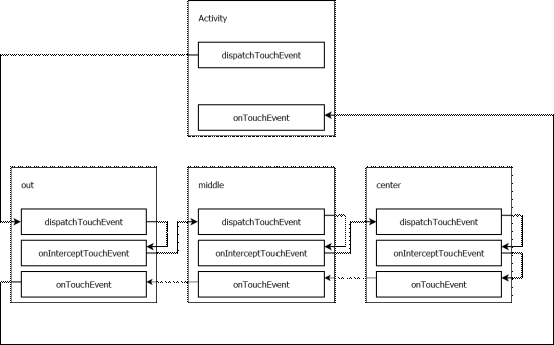 Activity
dispatchTouchEvent
onTouchEvent
out
dispatchTouchEvent
onInterceptTouchEvent
onTouchEvent
middle
dispatchTouchEvent
onInterceptTouchEvent
onTouchEvent
center
dispatchTouchEvent
onInterceptTouchEvent
onTouchEvent